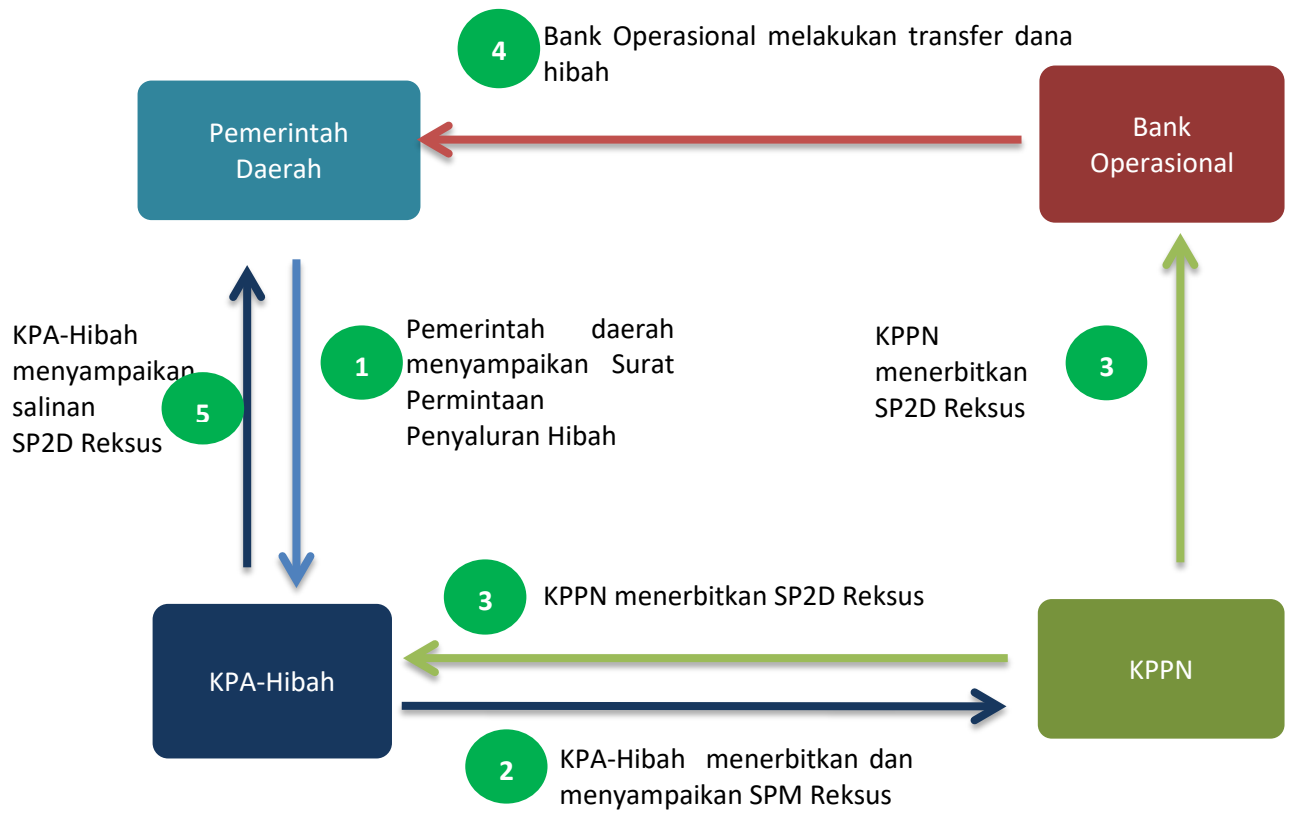 4
Bank Operasional melakukan transfer dana
hibah
Pemerintah
Daerah
Bank
Operasional
KPA-Hibah
menyampaikan
salinan
SP2D Reksus
5
1
Pemerintah daerah
menyampaikan Surat
Permintaan
Penyaluran Hibah
KPPN
menerbitkan
SP2D Reksus
3
3
KPPN menerbitkan SP2D Reksus
KPA-Hibah
KPPN
2
KPA-Hibah menerbitkan dan
menyampaikan SPM Reksus